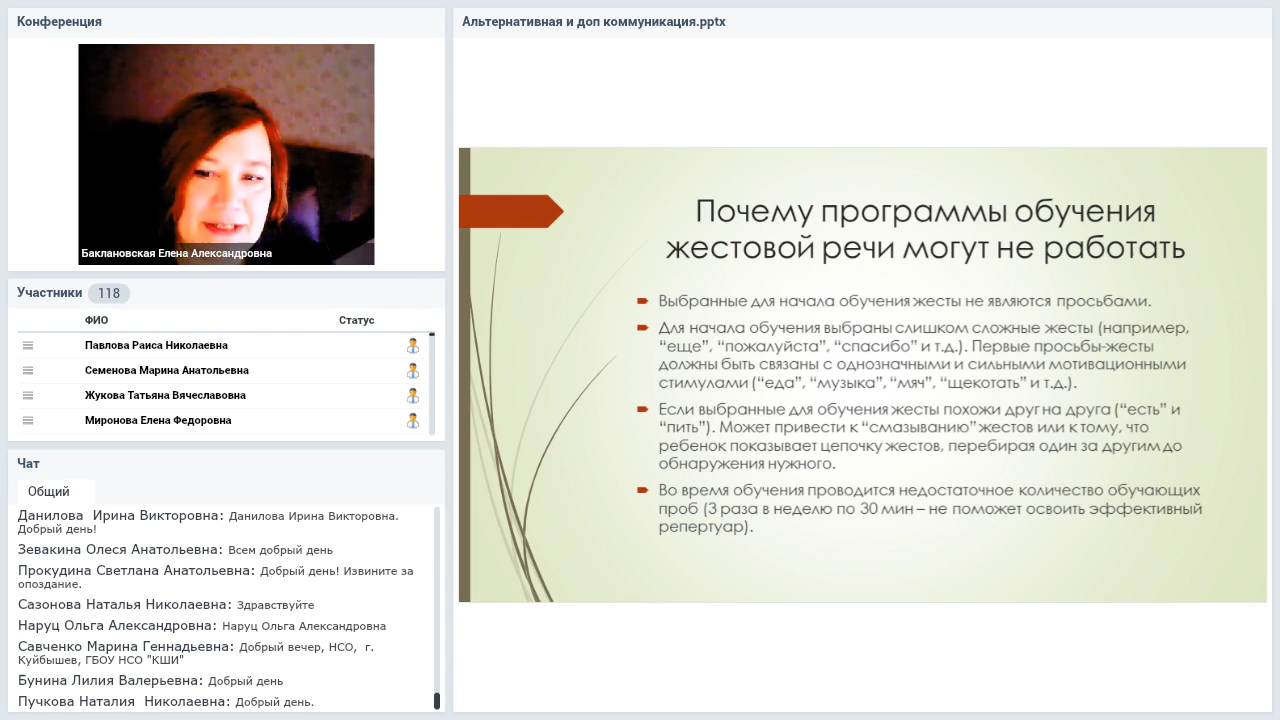 Конференция
Баклановская Елена Александровна
Участники 118
ФИО Статус
Павлова Раиса Николаевна
Семенова Марина Анатольевна
Жукова Татьяна Вячеславовна
Миронова Елена Федоровна
Чат
Общий
Данилова Ирина Викторовна: Данилова Ирина Викторовна.
Добрый день!
Зевакина Олеся Анатольевна: Всем добрый день
Прокудина Светлана Анатольевна: Добрый день! Извините за
опоздание.
Сазонова Наталья Николаевна: Здравствуйте
Наруц Ольга Александровна: Наруц Ольга Александровна
Савченко Марина Геннадьевна: Добрый вечер, НСО, г.
Куйбышев, ГБОУ НСО "КШИ"
Бунина Лилия Валерьевна: Добрый день
Пучкова Наталия Николаевна: Добрый день.
Альтернативная и доп коммуникация.pptx
Почему программы обучения
жестовой речи могут не работать
Выбранные для начала обучения жесты не являются просьбами.
Для начала обучения выбраны слишком сложные жесты (например,
“еще”, “пожалуйста”, “спасибо” и т.д.). Первые просьбы-жесты
должны быть связаны с однозначными и сильными мотивационными
стимулами (“еда”, “музыка”, “мяч”, “щекотать” и т.д.).
Если выбранные для обучения жесты похожи друг на друга (“есть” и
“пить”). Может привести к “смазыванию” жестов или к тому, что
ребенок показывает цепочку жестов, перебирая один за другим до
обнаружения нужного.
Во время обучения проводится недостаточное количество обучающих
проб (3 раза в неделю по 30 мин – не поможет освоить эффективный
репертуар).